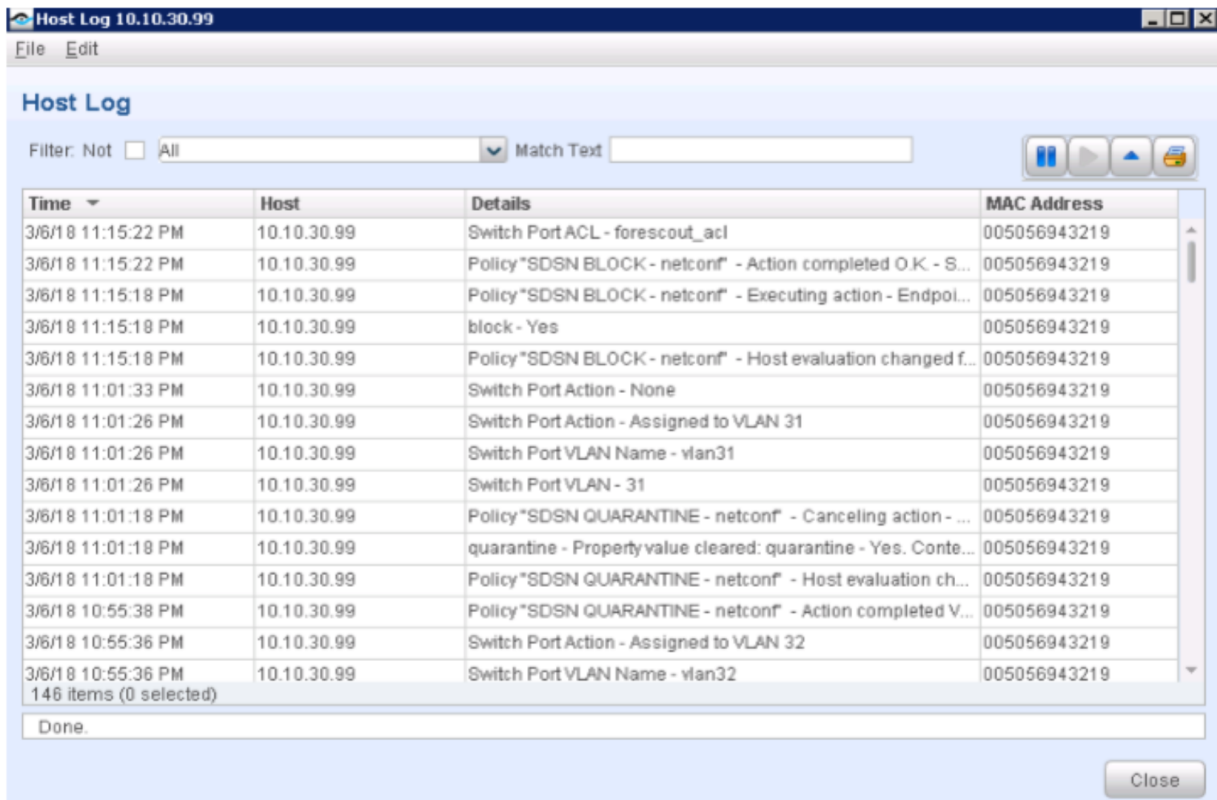 Host Log 10.10.30.99
File Edit
Host Log
Filter: Not All Match Text
Time Host Details MAC Address
3/6/18 11:15:22 PM 10.10.30.99 Switch Port ACL - forescout_acl 005056943219
3/6/18 11:15:22 PM 10.10.30.99 Policy "SDSN BLOCK - netconf" - Action completed O.K. - S... 005056943219
3/6/18 11:15:18 PM 10.10.30.99 Policy "SDSN BLOCK - netconf" - Executing action - Endpoi... 005056943219
3/6/18 11:15:18 PM 10.10.30.99 block - Yes 005056943219
3/6/18 11:15:18 PM 10.10.30.99 Policy "SDSN BLOCK - netconf" - Host evaluation changed f... 005056943219
3/6/18 11:01:33 PM 10.10.30.99 Switch Port Action - None 005056943219
3/6/18 11:01:26 PM 10.10.30.99 Switch Port Action - Assigned to VLAN 31 005056943219
3/6/18 11:01:26 PM 10.10.30.99 Switch Port VLAN Name - vlan31 005056943219
3/6/18 11:01:26 PM 10.10.30.99 Switch Port VLAN - 31 005056943219
3/6/18 11:01:18 PM 10.10.30.99 Policy "SDSN QUARANTINE - netconf" - Canceling action - ... 005056943219
3/6/18 11:01:18 PM 10.10.30.99 quarantine - Property value cleared: quarantine - Yes. Conte... 005056943219
3/6/18 11:01:18 PM 10.10.30.99 Policy "SDSN QUARANTINE - netconf" - Host evaluation ch... 005056943219
3/6/18 10:55:38 PM 10.10.30.99 Policy "SDSN QUARANTINE - netconf" - Action completed V... 005056943219
3/6/18 10:55:36 PM 10.10.30.99 Switch Port Action - Assigned to VLAN 32 005056943219
3/6/18 10:55:36 PM 10.10.30.99 Switch Port VLAN Name - vlan32 005056943219
146 items (0 selected)
Done.
Close